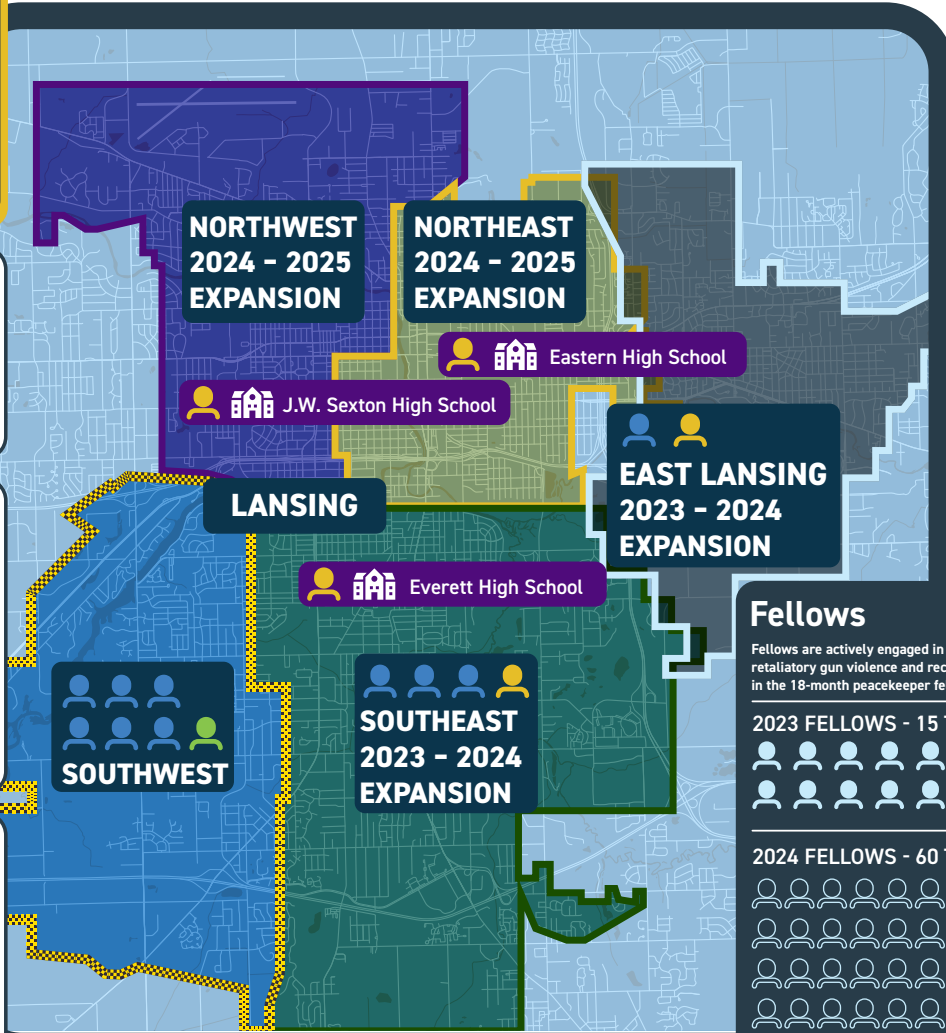 NORTHWEST
2024 – 2025
EXPANSION
NORTHEAST
2024 – 2025
EXPANSION
Eastern High School
J.W. Sexton High School
EAST LANSING
2023 – 2024
EXPANSION
LANSING
Everett High School
SOUTHWEST
SOUTHEAST
2023 – 2024
EXPANSION
Fellows
Fellows are actively engaged in
retaliatory gun violence and rec
in the 18-month peacekeeper fe
2023 FELLOWS - 15 T
2024 FELLOWS - 60 T